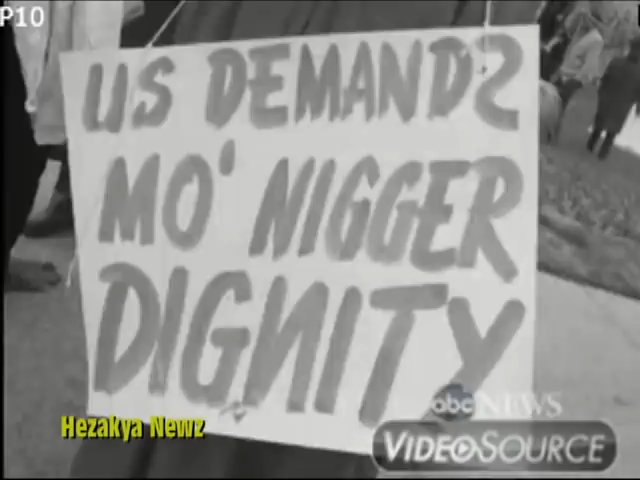 P10
US DEMANDS
MO' NIGGER
DIGNITY
abc NEWS
Hezakya Newz
VIDEOSOURCE